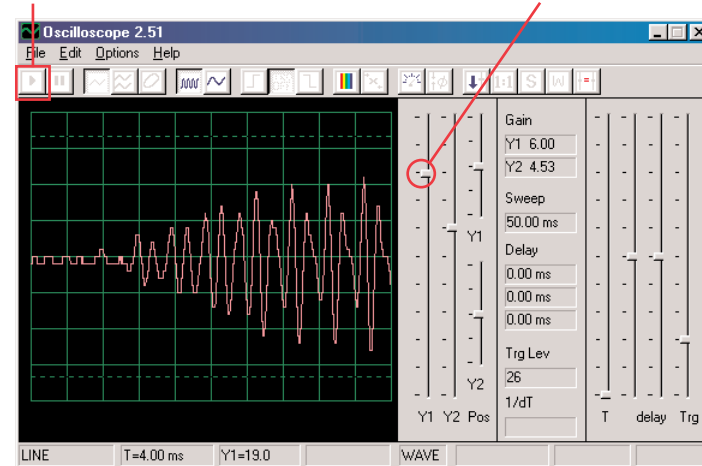 Oscilloscope 2.51
File Edit Options Help
1:1 S W
Gain
Y1 6.00
Y2 4.53
Sweep
50.00 ms
Y1
Delay
0.00 ms
0.00 ms
0.00 ms
Trg Lev
26
Y2
1/dT
Y1 Y2 Pos
T delay Trg
LINE T=4.00 ms Y1=19.0 WAVE